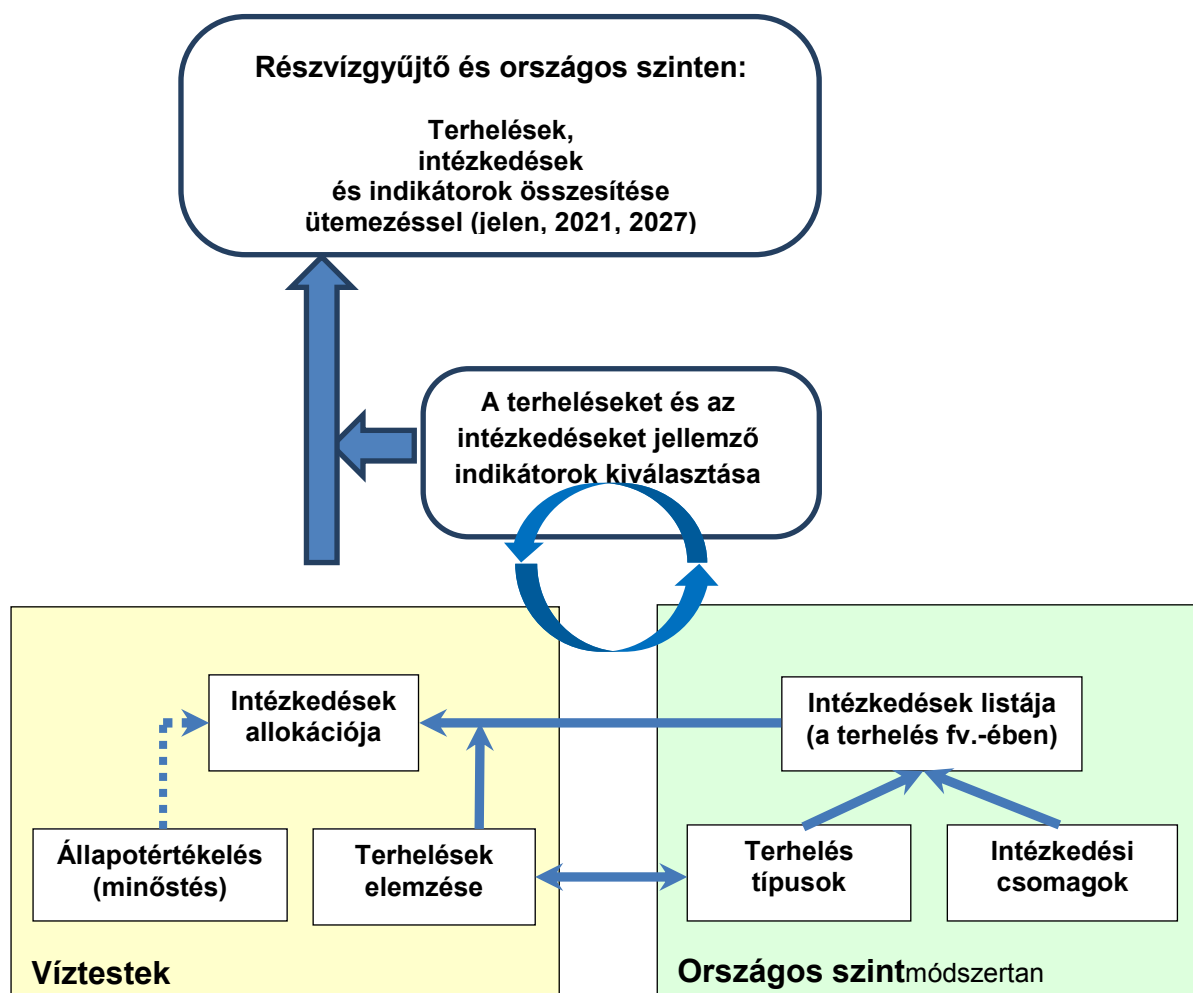 Részvízgyűjtő és országos szinten:
Terhelések,
intézkedések
és indikátorok összesítése
ütemezéssel (jelen, 2021, 2027)
A terheléseket és az
intézkedéseket jellemző
indikátorok kiválasztása
Intézkedések
allokációja
Intézkedések listája
(a terhelés fv.-ében)
Állapotértékelés
(minőstés)
Terhelések
elemzése
Terhelés
típusok
Intézkedési
csomagok
Víztestek
Országos szintmódszertan